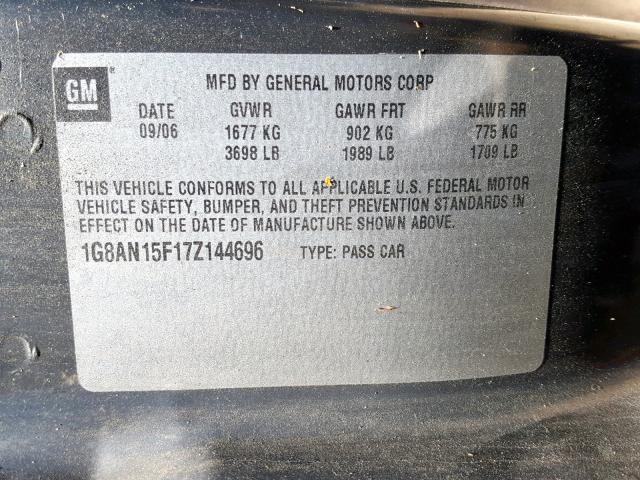 GM®
MFD BY GENERAL MOTORS CORP
DATE GVWR GAWR FRT GAWR RR
09/06 1677 KG 902 KG 775 KG
3698 LB 1989 LB 1709 LB
THIS VEHICLE CONFORMS TO ALL APPLICABLE U.S. FEDERAL MOTOR
VEHICLE SAFETY, BUMPER, AND THEFT PREVENTION STANDARDS IN
EFFECT ON THE DATE OF MANUFACTURE SHOWN ABOVE.
1G8AN15F17Z144696 TYPE: PASS CAR